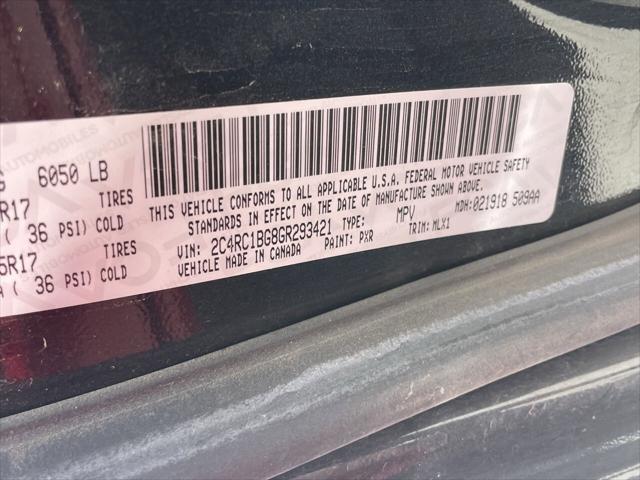 6050 LB
R17 TIRES
( 36 PSI) COLD
5R17 TIRES
( 36 PSI) COLD
THIS VEHICLE CONFORMS TO ALL APPLICABLE U.S.A. FEDERAL MOTOR VEHICLE SAFETY
STANDARDS IN EFFECT ON THE DATE OF MANUFACTURE SHOWN ABOVE.
VIN: 2C4RC1BG8GR293421 TYPE: MPV MDH:021918 509AA
VEHICLE MADE IN CANADA PAINT: PXR TRIM: MLX1